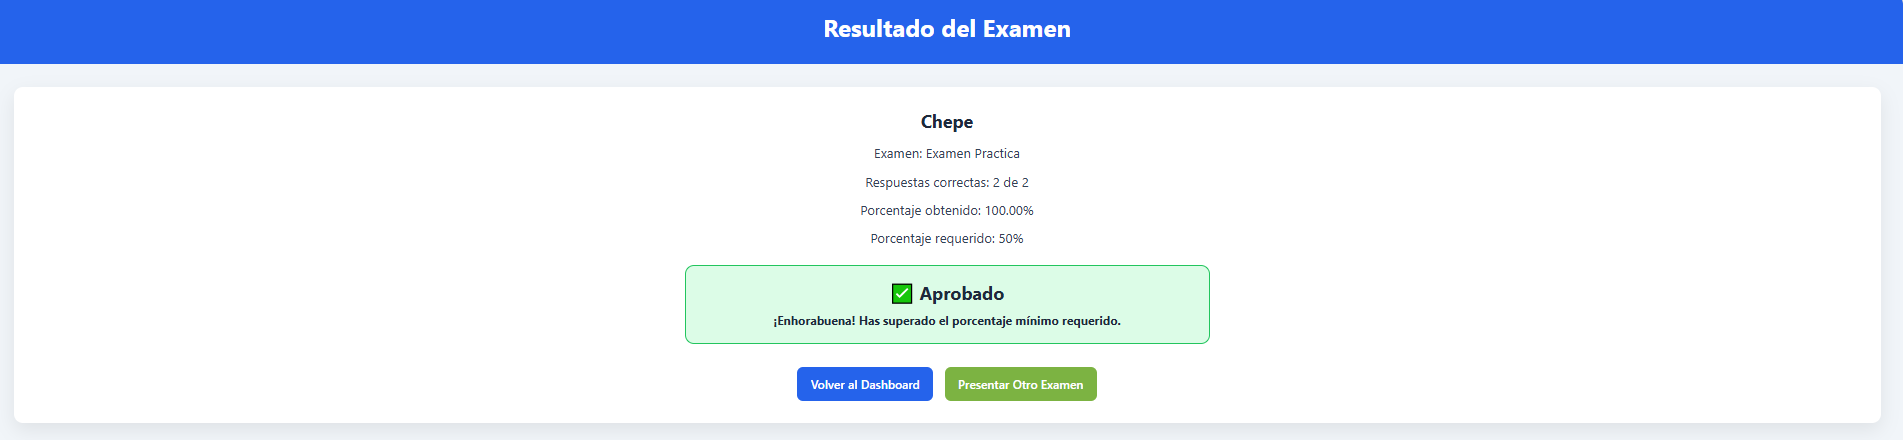 Resultado del Examen
Chepe
Examen: Examen Practica
Respuestas correctas: 2 de 2
Porcentaje obtenido: 100.00%
Porcentaje requerido: 50%
✅ Aprobado
¡Enhorabuena! Has superado el porcentaje mínimo requerido.
Volver al Dashboard
Presentar Otro Examen